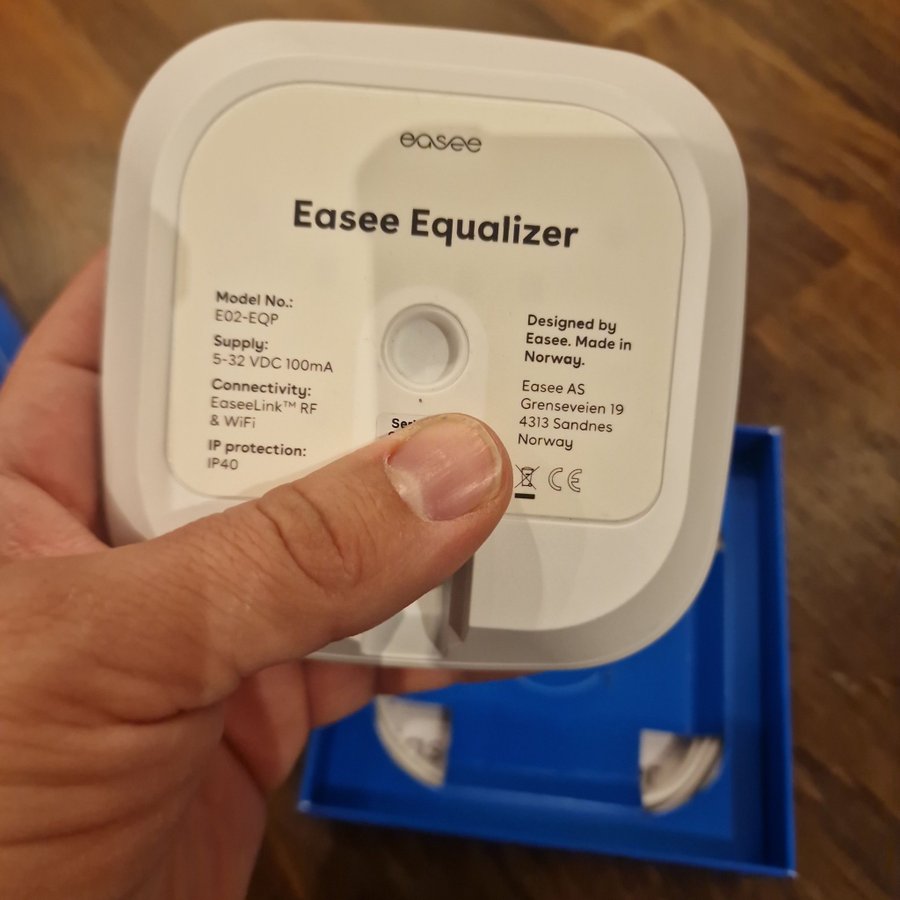 easee
Easee Equalizer
Model No.:
E02-EQP
Supply:
5-32 VDC 100mA
Connectivity:
EaseeLink™ RF
& WiFi
IP protection:
IP40
Designed by
Easee. Made in
Norway.
Easee AS
Grenseveien 19
4313 Sandnes
Norway
CE